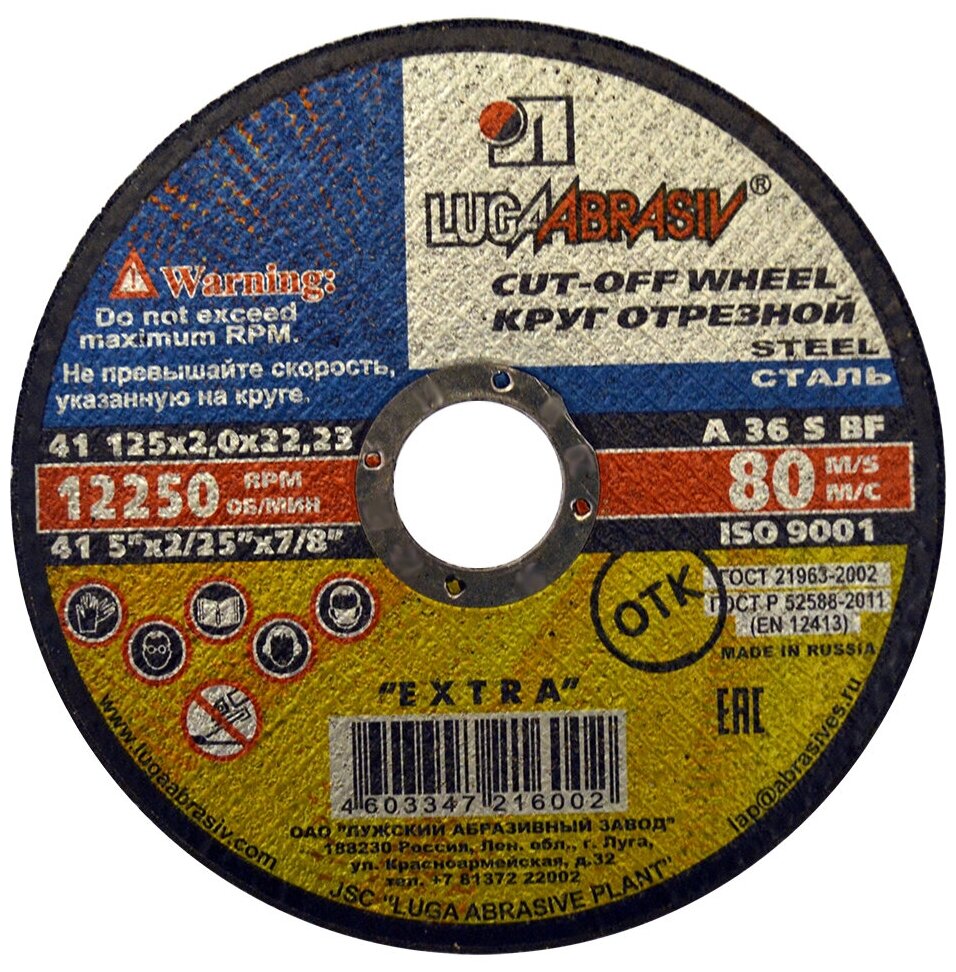 LUGAABRASIV®
CUT-OFF WHEEL
КРУГ ОТРЕЗНОЙ
STEEL
СТАЛЬ
Warning:
Do not exceed
maximum RPM.
Не превышайте скорость,
указанную на круге.
41 125x2,0x22,23
A 36 S BF
12250 RPM
ОБ/МИН
80 M/S
М/С
41 5"x2/25"x7/8"
ISO 9001
ОТК
ГОСТ 21963-2002
ГОСТ Р 52588-2011
(EN 12413)
MADE IN RUSSIA
"EXTRA"
EAC
4603347 216002
ОАО "ЛУЖСКИЙ АБРАЗИВНЫЙ ЗАВОД"
188230 Россия, Лен. обл., г. Луга,
ул. Красноармейская, д.32
тел. +7 81372 22002
JSC "LUGA ABRASIVE PLANT"
www.lugaabrasiv.com
lap@abrasives.ru